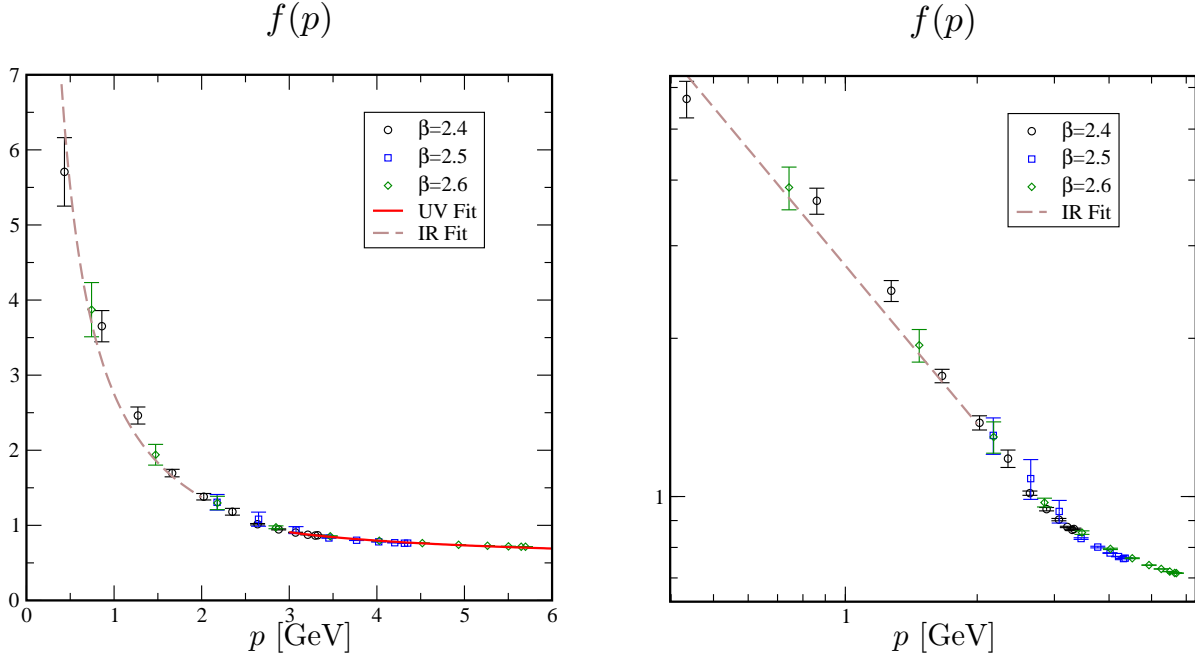 f(p)
7
6
5
4
3
2
1
0
0 1 2 3 4 5 6
p [GeV]
β=2.4
β=2.5
β=2.6
UV Fit
IR Fit
f(p)
2
1
1
p [GeV]
β=2.4
β=2.5
β=2.6
IR Fit